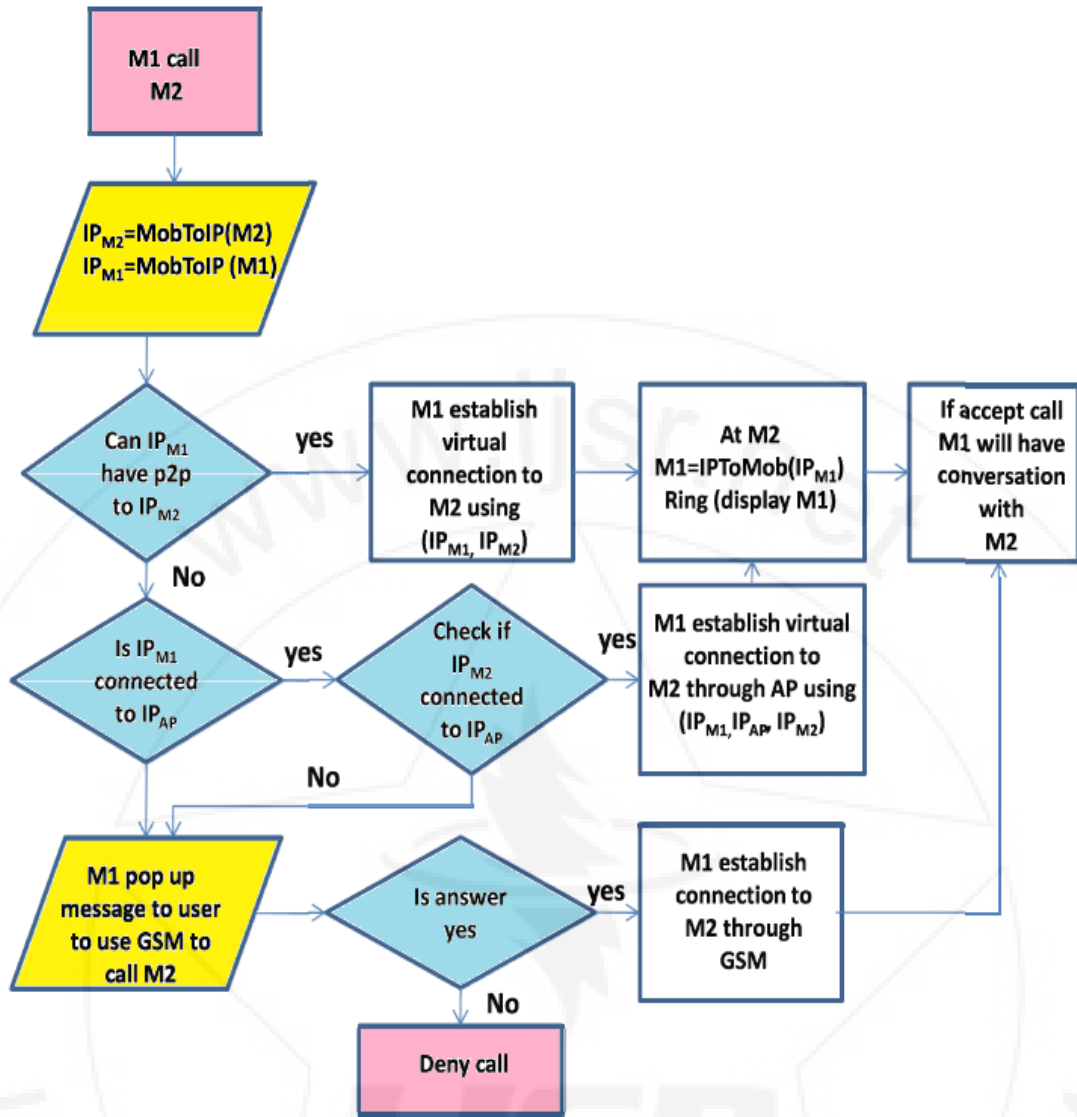 M1 call
M2
IPM2=MobToIP(M2)
IPM1=MobToIP (M1)
Can IPM1
have p2p
to IPM2
yes
M1 establish
virtual
connection to
M2 using
(IPM1, IPM2)
At M2
M1=IPToMob(IPM1)
Ring (display M1)
If accept call
M1 will have
conversation
with
M2
No
Is IPM1
connected
to IPAP
yes
Check if
IPM2
connected
to IPAP
yes
M1 establish virtual
connection to
M2 through AP using
(IPM1,IPAP, IPM2)
No
M1 pop up
message to user
to use GSM to
call M2
Is answer
yes
yes
M1 establish
connection to
M2 through
GSM
No
Deny call
www.ijsr.net
IJSR